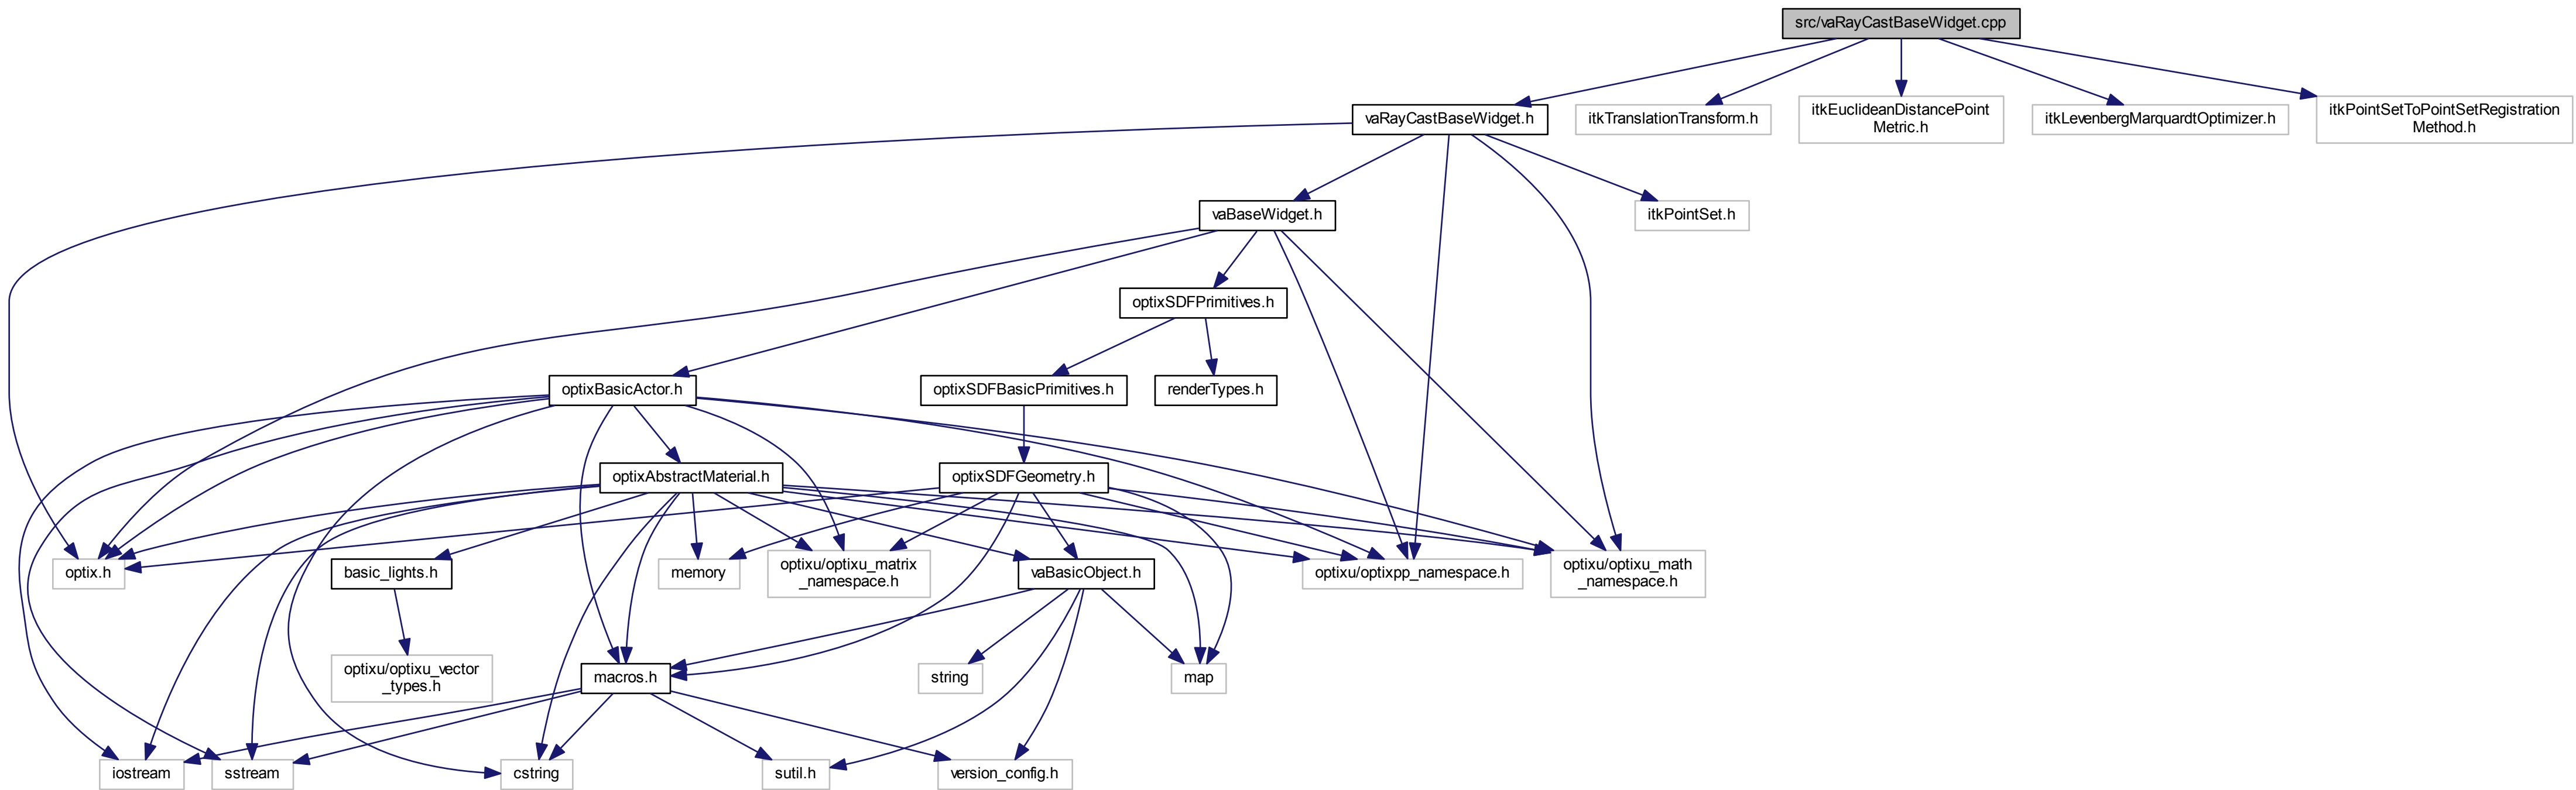 src/vaRayCastBaseWidget.cpp
vaRayCastBaseWidget.h
itkTranslationTransform.h
itkEuclideanDistancePoint
Metric.h
itkLevenbergMarquardtOptimizer.h
itkPointSetToPointSetRegistration
Method.h
vaBaseWidget.h
itkPointSet.h
optixSDFPrimitives.h
optixBasicActor.h
optixSDFBasicPrimitives.h
renderTypes.h
optixAbstractMaterial.h
optixSDFGeometry.h
optix.h
basic_lights.h
memory
optixu/optixu_matrix
_namespace.h
vaBasicObject.h
optixu/optixpp_namespace.h
optixu/optixu_math
_namespace.h
optixu/optixu_vector
_types.h
macros.h
string
map
iostream
sstream
cstring
sutil.h
version_config.h